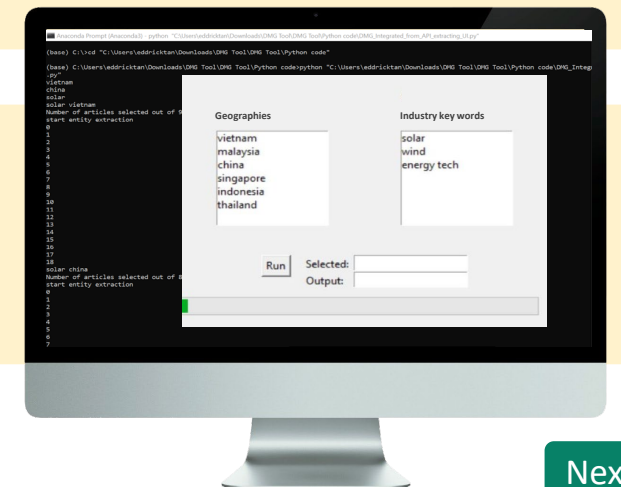 Anaconda Prompt (Anaconda3) - python "C:\Users\eddricktan\Downloads\DMG Tool\DMG Tool\Python code\DMG_Integrated_from_API_extracting_UI.py"
(base) C:\>cd "C:\Users\eddricktan\Downloads\DMG Tool\DMG Tool\Python code"
(base) C:\Users\eddricktan\Downloads\DMG Tool\DMG Tool\Python code>python "C:\Users\eddricktan\Downloads\DMG Tool\DMG Tool\Python code\DMG_Integ
.py"
vietnam
china
solar
solar vietnam
Number of articles selected out of 9
start entity extraction
0
1
2
3
4
5
6
7
8
9
10
11
12
13
14
15
16
17
18
solar china
Number of articles selected out of 8
start entity extraction
0
1
2
3
4
5
6
7
Geographies
vietnam
malaysia
china
singapore
indonesia
thailand
Industry key words
solar
wind
energy tech
Run
Selected:
Output:
Nex